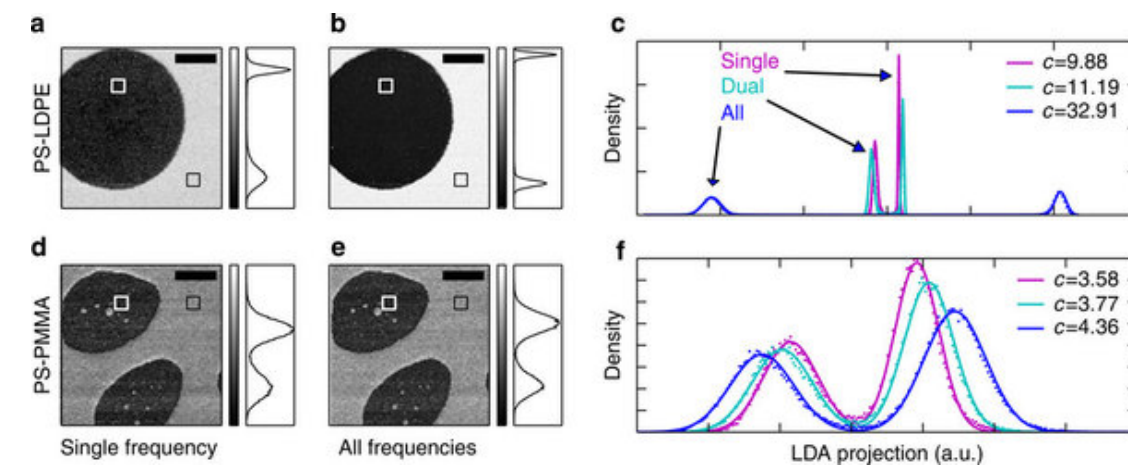 a
b
c
PS-LDPE
Density
Single
Dual
All
c=9.88
c=11.19
c=32.91
d
e
f
PS-PMMA
Density
c=3.58
c=3.77
c=4.36
Single frequency
All frequencies
LDA projection (a.u.)